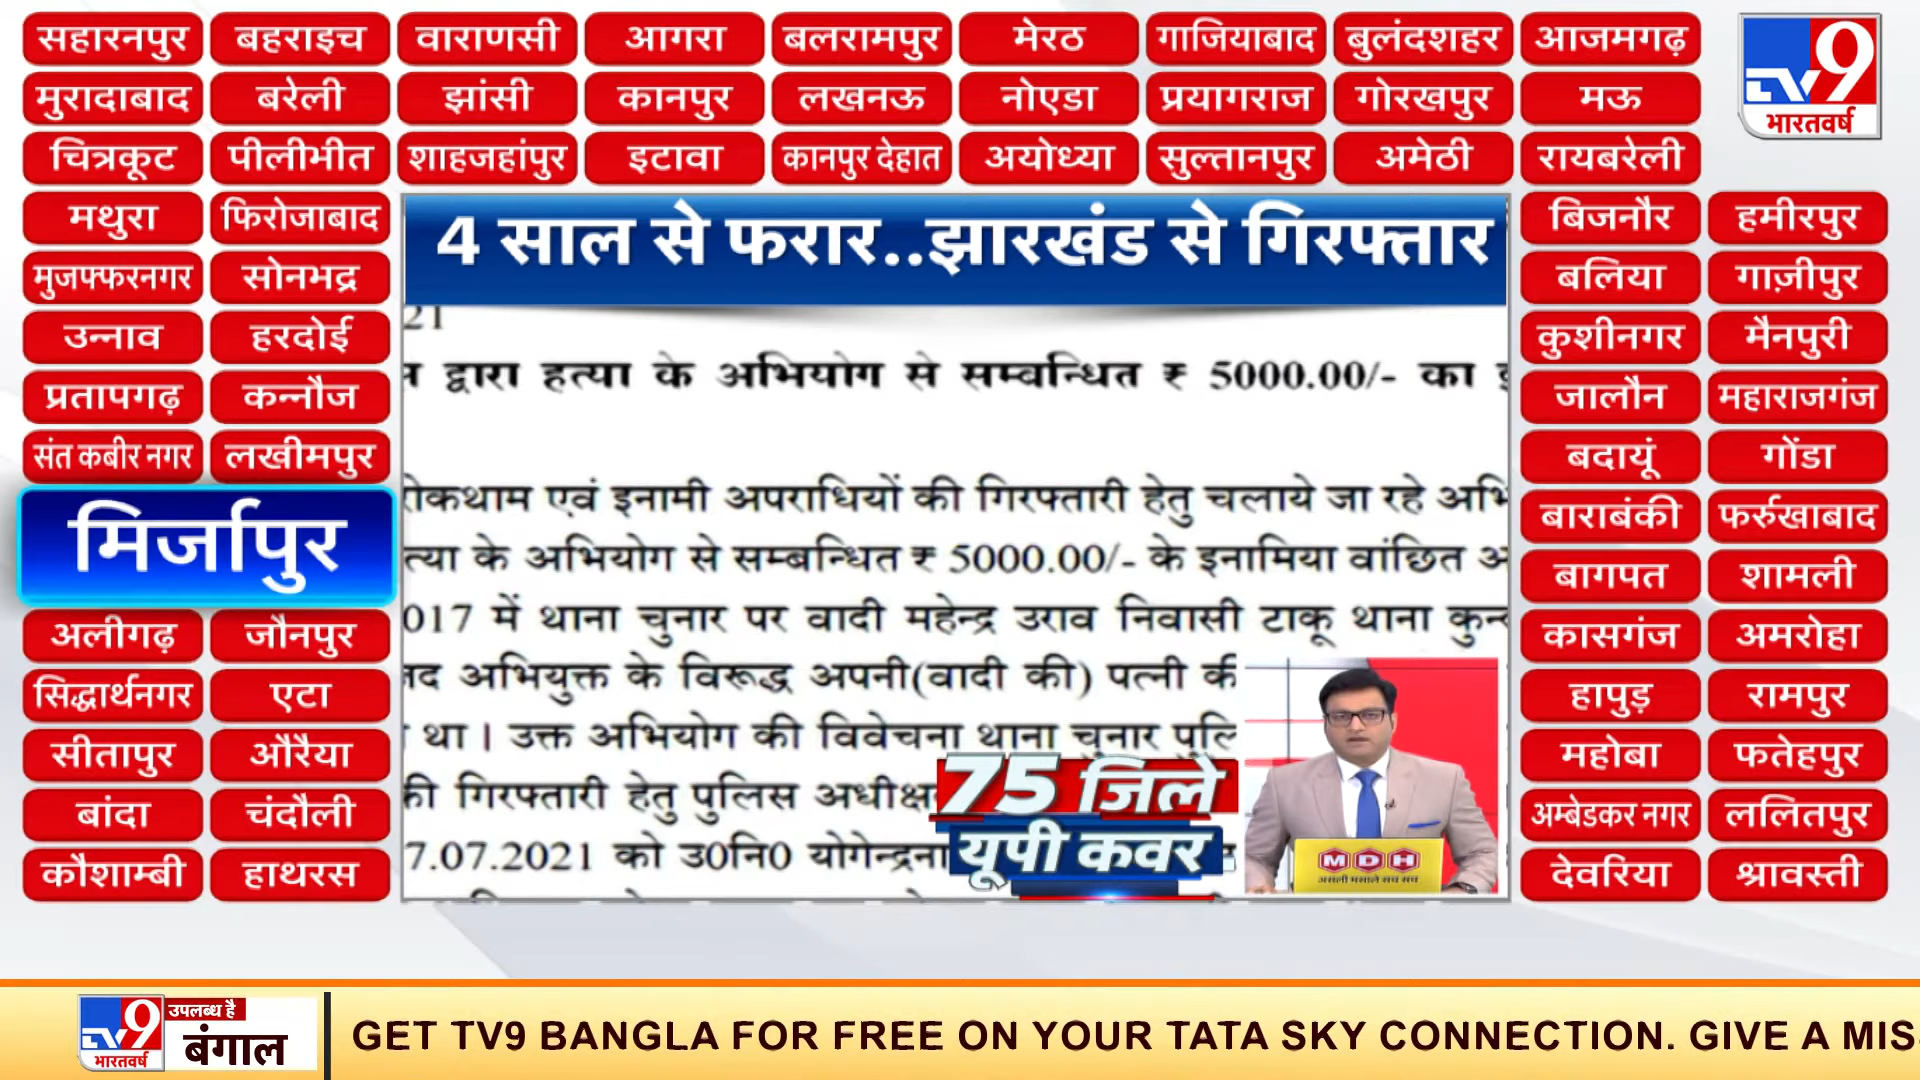 सहारनपुर बहराइच वाराणसी आगरा बलरामपुर मेरठ गाजियाबाद बुलंदशहर आजमगढ़
TV9
भारतवर्ष
मुरादाबाद बरेली झांसी कानपुर लखनऊ नोएडा प्रयागराज गोरखपुर मऊ
चित्रकूट पीलीभीत शाहजहांपुर इटावा कानपुर देहात अयोध्या सुल्तानपुर अमेठी रायबरेली
मथुरा फिरोजाबाद
मुजफ्फरनगर सोनभद्र
उन्नाव हरदोई
प्रतापगढ़ कन्नौज
संत कबीर नगर लखीमपुर
मिर्जापुर
अलीगढ़ जौनपुर
सिद्धार्थनगर एटा
सीतापुर औरैया
बांदा चंदौली
कौशाम्बी हाथरस
4 साल से फरार..झारखंड से गिरफ्तार
21
द्वारा हत्या के अभियोग से सम्बन्धित ₹ 5000.00/- का
रोकथाम एवं इनामी अपराधियों की गिरफ्तारी हेतु चलाये जा रहे
त्या के अभियोग से सम्बन्धित ₹ 5000.00/- के इनामिया वांछित
017 में थाना चुनार पर वादी महेन्द्र उराव निवासी टाकू थाना
अभियुक्त के विरूद्ध अपनी(वादी की) पत्नी की
था। उक्त अभियोग की विवेचना थाना चुनार
की गिरफ्तारी हेतु पुलिस
7.07.2021 को उ0नि0
75 जिले
यूपी कवर
MDH
असली मसाले सच सच
बिजनौर हमीरपुर
बलिया गाज़ीपुर
कुशीनगर मैनपुरी
जालौन महाराजगंज
बदायूं गोंडा
बाराबंकी फर्रुखाबाद
बागपत शामली
कासगंज अमरोहा
हापुड़ रामपुर
महोबा फतेहपुर
अम्बेडकर नगर ललितपुर
देवरिया श्रावस्ती
TV9
भारतवर्ष
उपलब्ध है
बंगाल
GET TV9 BANGLA FOR FREE ON YOUR TATA SKY CONNECTION. GIVE A MIS